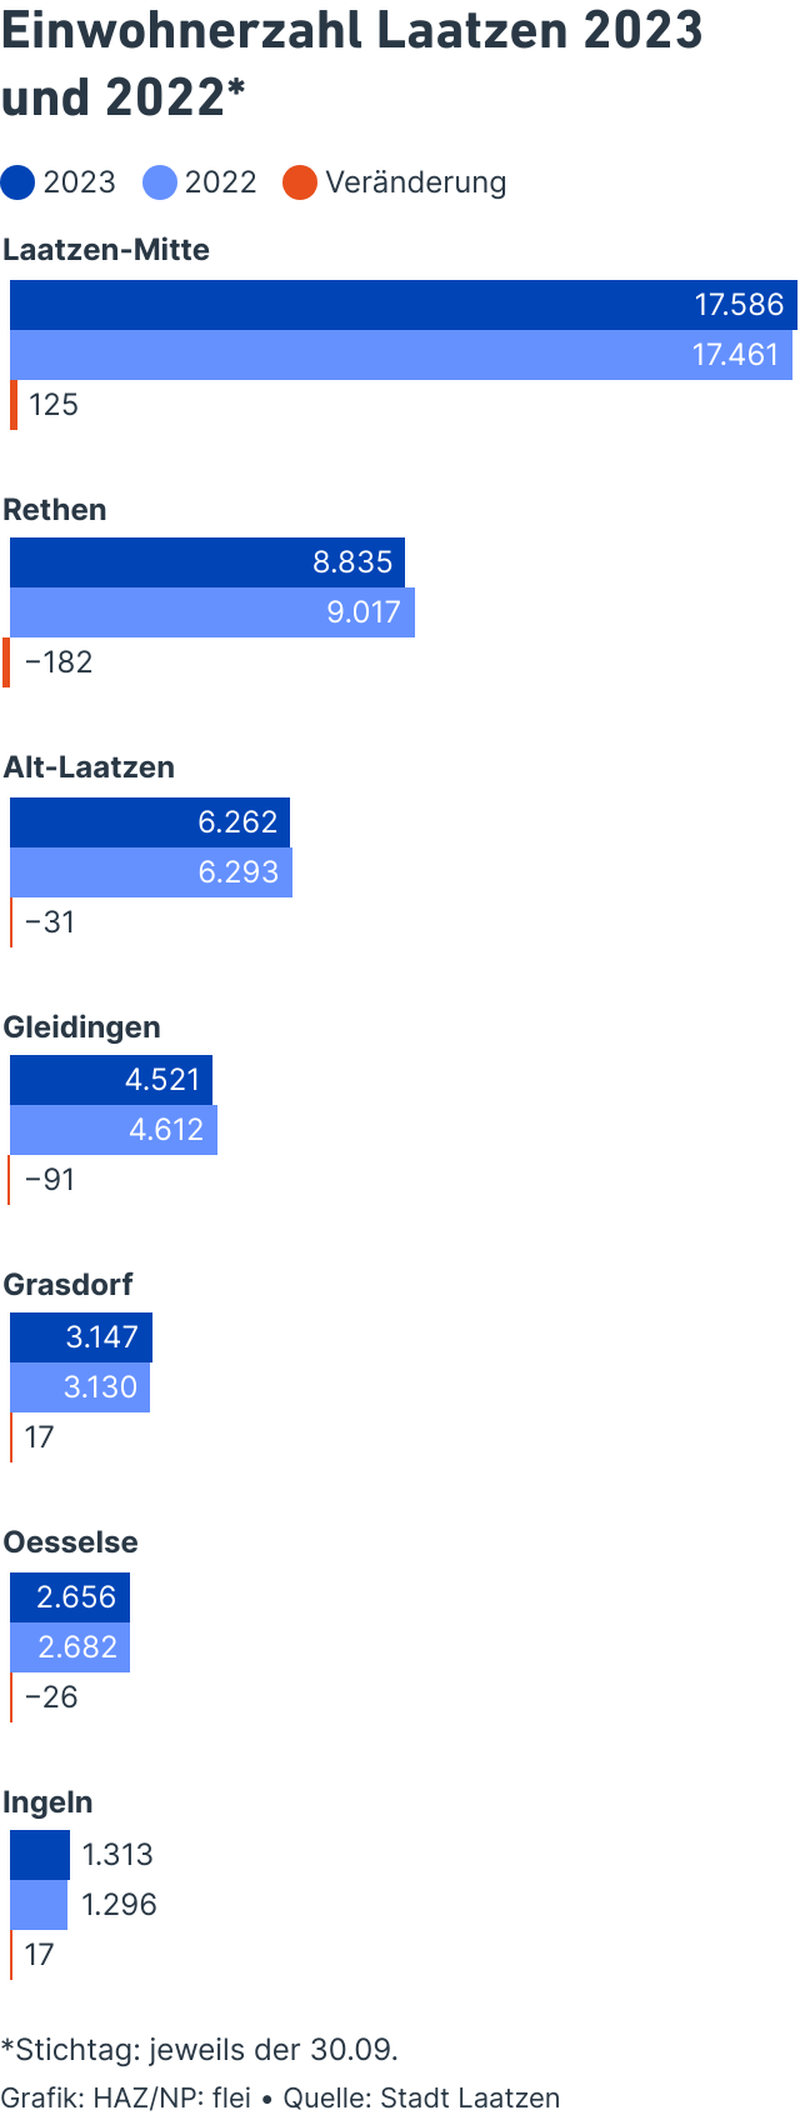 Einwohnerzahl Laatzen 2023
und 2022*
2023 2022 Veränderung
Laatzen-Mitte
17.586
17.461
125
Rethen
8.835
9.017
−182
Alt-Laatzen
6.262
6.293
−31
Gleidingen
4.521
4.612
−91
Grasdorf
3.147
3.130
17
Oesselse
2.656
2.682
−26
Ingeln
1.313
1.296
17
*Stichtag: jeweils der 30.09.
Grafik: HAZ/NP: flei • Quelle: Stadt Laatzen